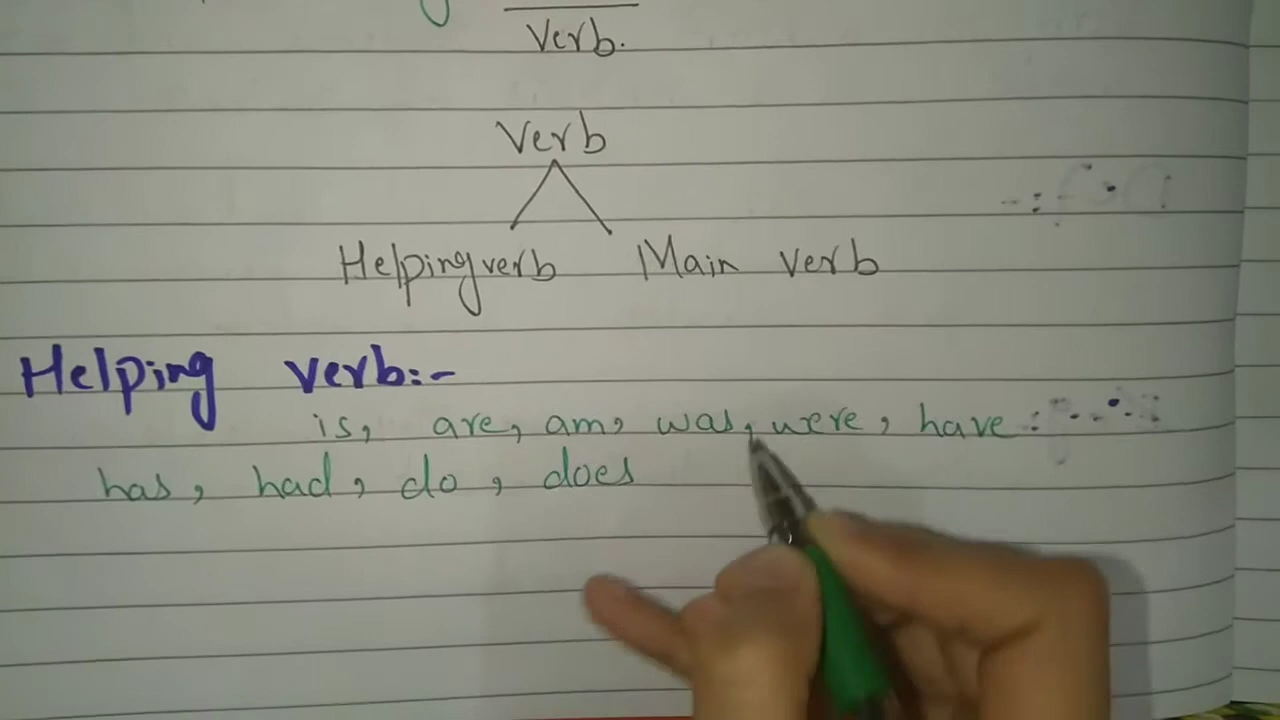 Verb.
Verb
Helping verb Main verb
Helping verb:-
is, are, am, was, were, have
has, had, do, does